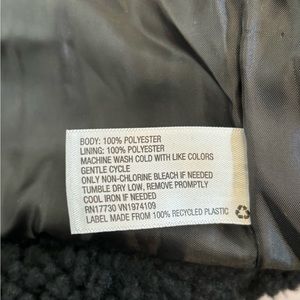 BODY: 100% POLYESTER
LINING: 100% POLYESTER
MACHINE WASH COLD WITH LIKE COLORS
GENTLE CYCLE
ONLY NON-CHLORINE BLEACH IF NEEDED
TUMBLE DRY LOW, REMOVE PROMPTLY
COOL IRON IF NEEDED
RN17730 VN1974109
LABEL MADE FROM 100% RECYCLED PLASTIC